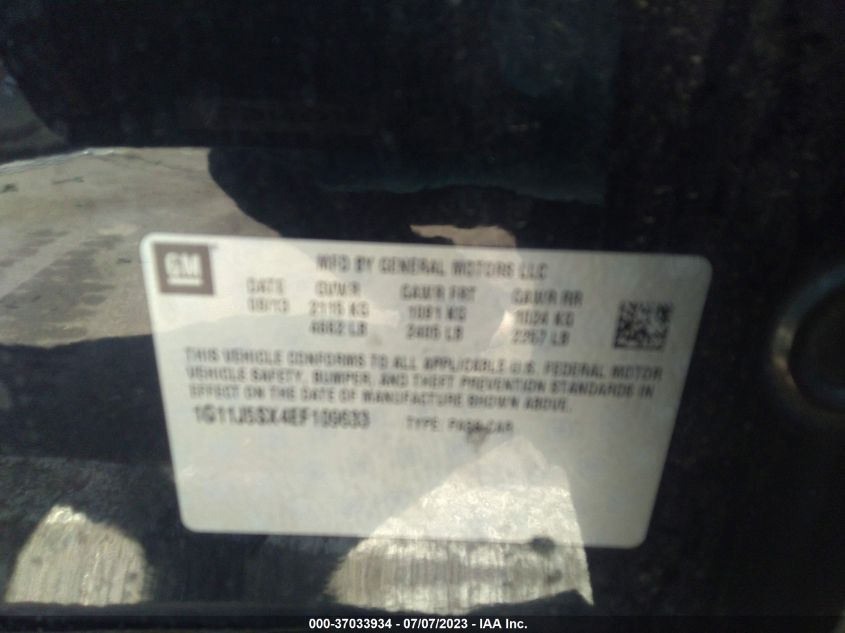 GM
MFD BY GENERAL MOTORS LLC
DATE GVWR GAWR FRT GAWR RR
09/13 2115 KG 1091 KG 1024 KG
4662 LB 2405 LB 2257 LB
THIS VEHICLE CONFORMS TO ALL APPLICABLE U.S. FEDERAL MOTOR
VEHICLE SAFETY, BUMPER, AND THEFT PREVENTION STANDARDS IN
EFFECT ON THE DATE OF MANUFACTURE SHOWN ABOVE.
1G11J5SX4EF109633 TYPE: PASS CAR
000-37033934 - 07/07/2023 - IAA Inc.